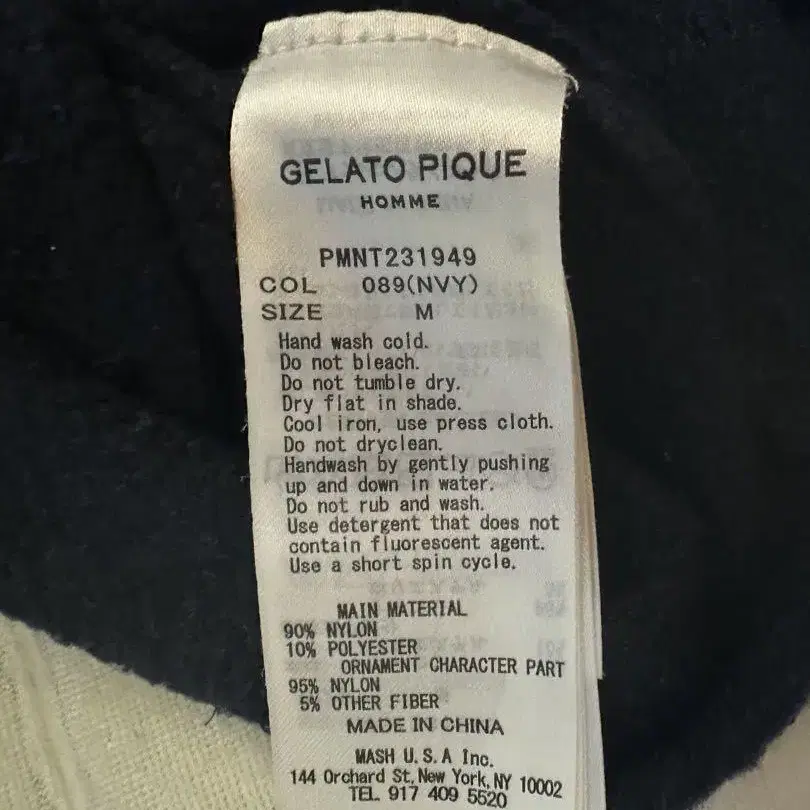 GELATO PIQUE
HOMME
PMNT231949
COL 089(NVY)
SIZE M
Hand wash cold.
Do not bleach.
Do not tumble dry.
Dry flat in shade.
Cool iron, use press cloth.
Do not dryclean.
Handwash by gently pushing
up and down in water.
Do not rub and wash.
Use detergent that does not
contain fluorescent agent.
Use a short spin cycle.
MAIN MATERIAL
90% NYLON
10% POLYESTER
ORNAMENT CHARACTER PART
95% NYLON
5% OTHER FIBER
MADE IN CHINA
MASH U.S.A Inc.
144 Orchard St, New York, NY 10002
TEL 917 409 5520